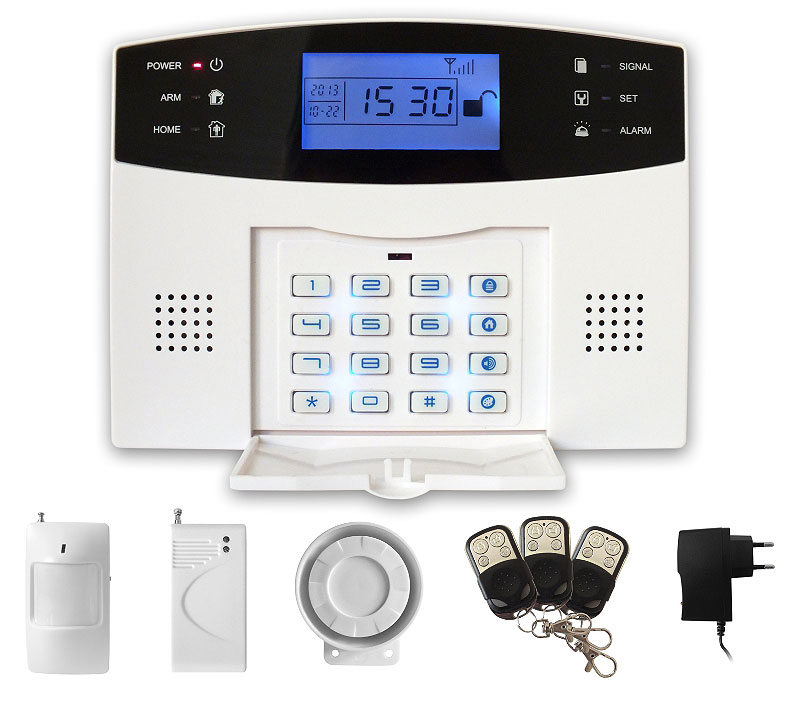 POWER
ARM
HOME
2013
10-22
15 30
SIGNAL
SET
ALARM
1 2 3
4 5 6
7 8 9
* 0 #